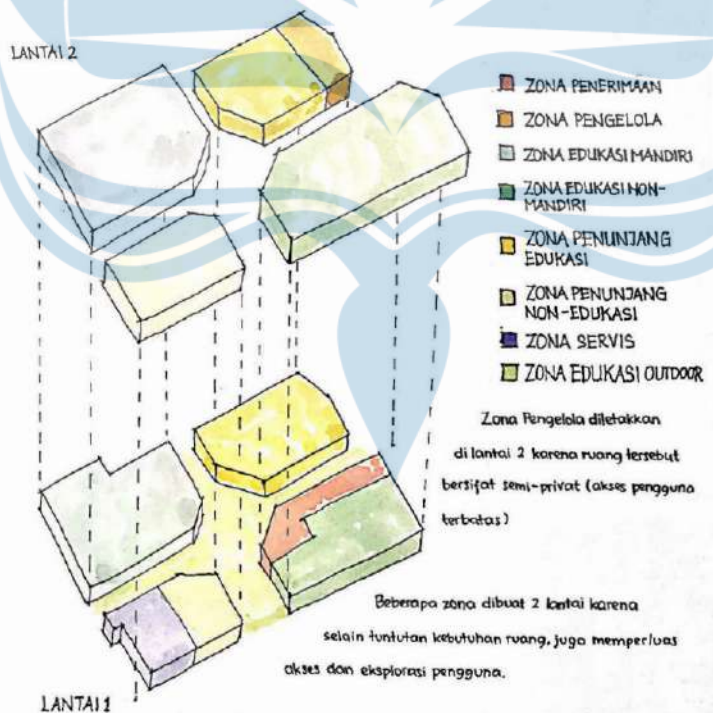 LANTAI 2
ZONA PENERIMAAN
ZONA PENGELOLA
ZONA EDUKASI MANDIRI
ZONA EDUKASI NON-
MANDIRI
ZONA PENUNJANG
EDUKASI
ZONA PENUNJANG
NON-EDUKASI
ZONA SERVIS
ZONA EDUKASI OUTDOOR
Zona Pengelola diletakkan
di lantai 2 karena ruang tersebut
bersifat semi-privat (akses pengguna
terbatas)
Beberapa zona dibuat 2 lantai karena
selain tuntutan kebutuhan ruang, juga memperluas
akses dan eksplorasi pengguna.
LANTAI 1